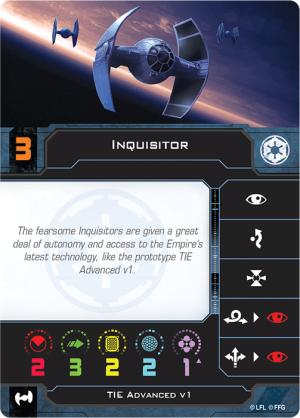 3
INQUISITOR
The fearsome Inquisitors are given a great
deal of autonomy and access to the Empire's
latest technology, like the prototype TIE
Advanced v1.
2 3 2 2 1
TIE ADVANCED V1
© LFL © FFG